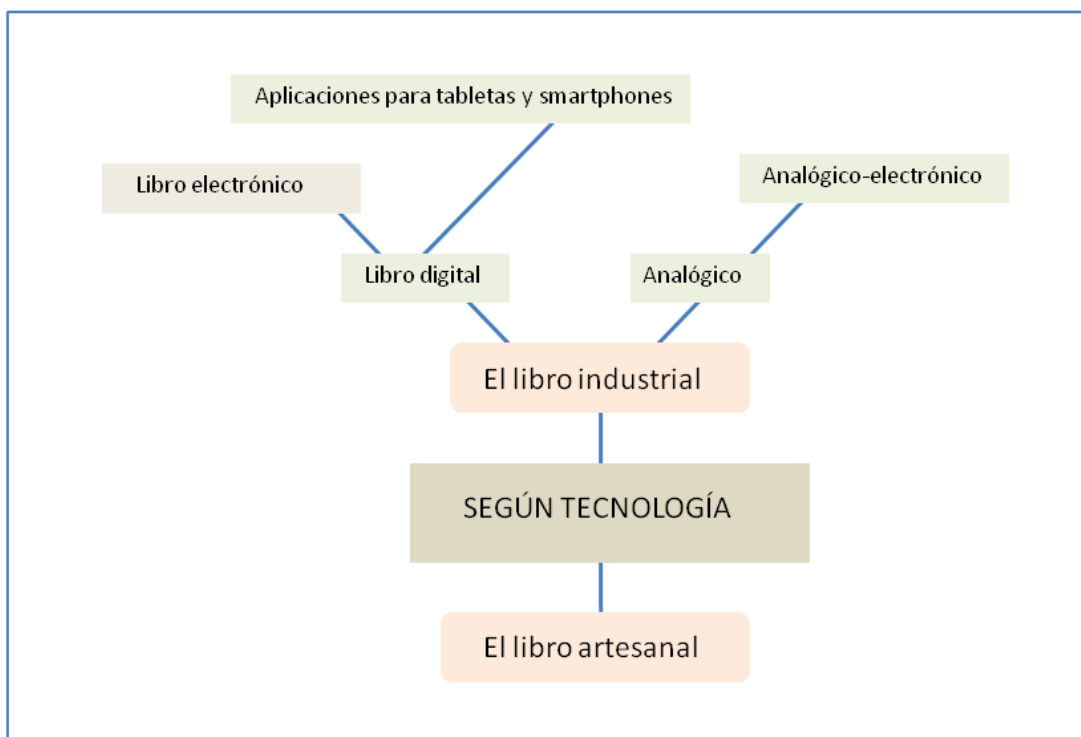 Aplicaciones para tabletas y smartphones
Libro electrónico
Analógico-electrónico
Libro digital
Analógico
El libro industrial
SEGÚN TECNOLOGÍA
El libro artesanal